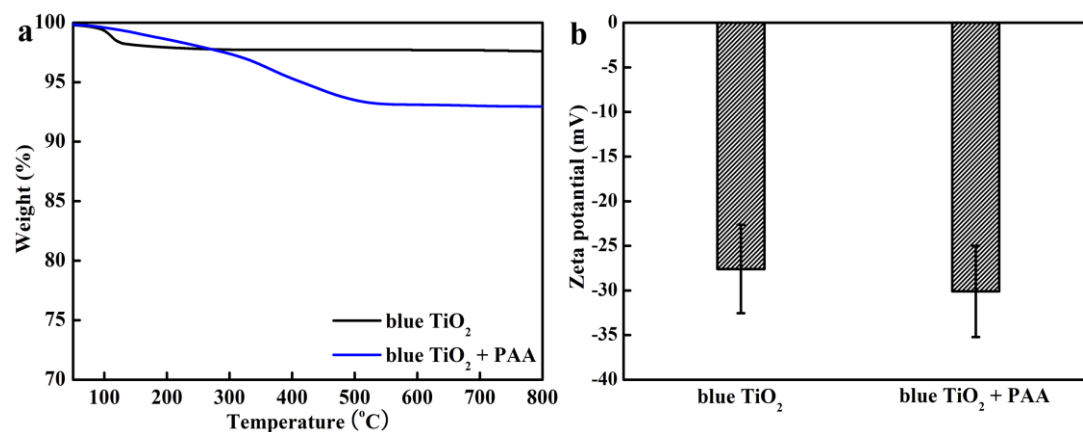 a
100
95
90
85
80
75
70
Weight (%)
blue TiO₂
blue TiO₂ + PAA
100 200 300 400 500 600 700 800
Temperature (°C)
b
0
-5
-10
-15
-20
-25
-30
-35
-40
Zeta potantial (mV)
blue TiO₂
blue TiO₂ + PAA